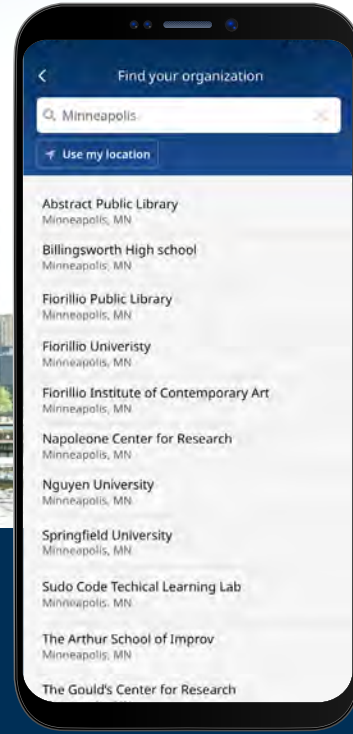 Find your organization
Minneapolis
Use my location
Abstract Public Library
Minneapolis, MN
Billingsworth High school
Minneapolis, MN
Fiorillio Public Library
Minneapolis, MN
Fiorillio Univeristy
Minneapolis, MN
Fiorillio Institute of Contemporary Art
Minneapolis, MN
Napoleone Center for Research
Minneapolis, MN
Nguyen University
Minneapolis, MN
Springfield University
Minneapolis, MN
Sudo Code Techical Learning Lab
Minneapolis, MN
The Arthur School of Improv
Minneapolis, MN
The Gould's Center for Research